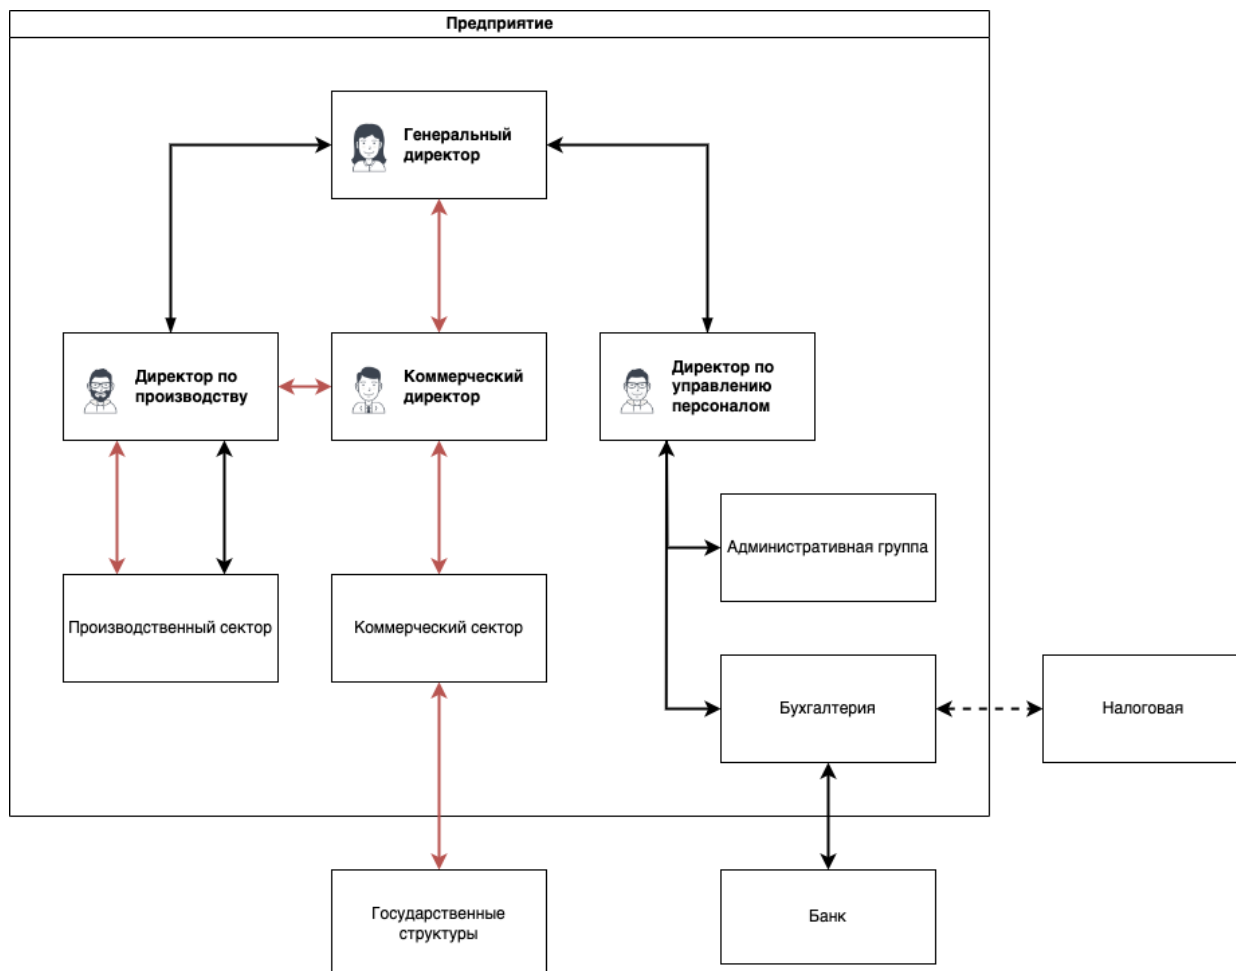 Предприятие
Генеральный
директор
Директор по
производству
Коммерческий
директор
Директор по
управлению
персоналом
Административная группа
Производственный сектор
Коммерческий сектор
Бухгалтерия
Налоговая
Государственные
структуры
Банк